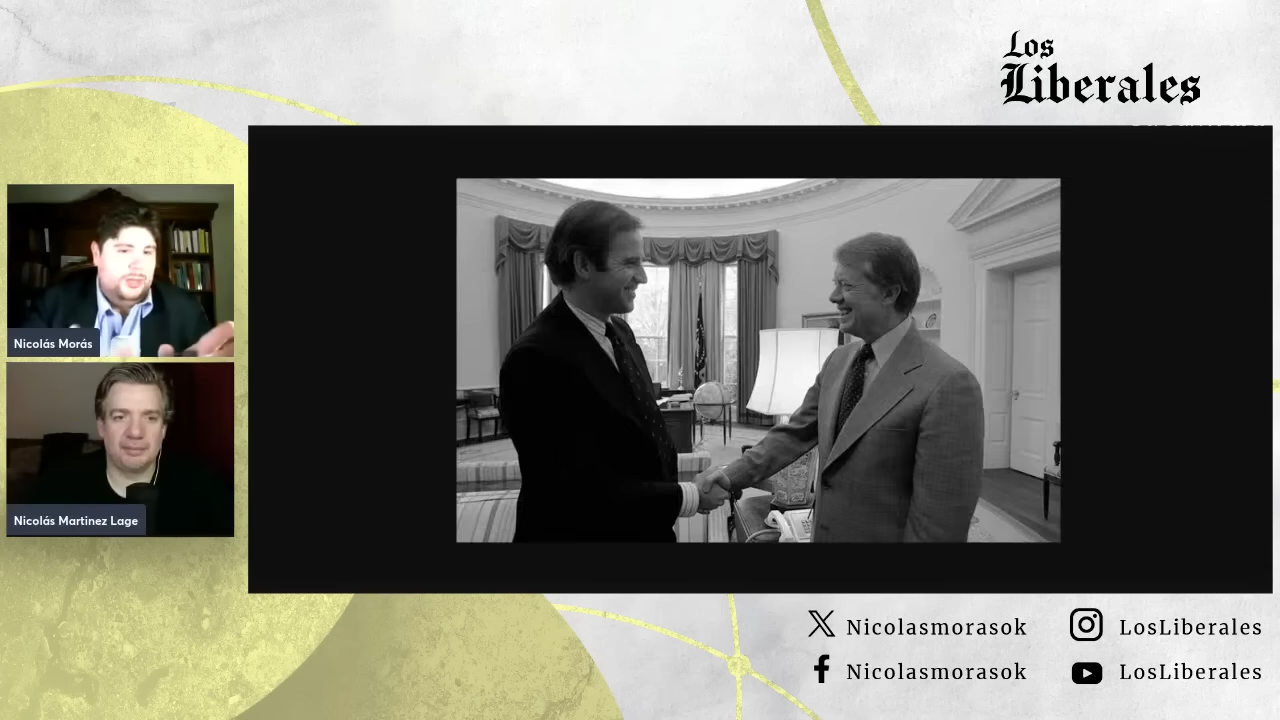 Los
Liberales
Nicolás Morás
Nicolás Martinez Lage
Nicolasmorasok
LosLiberales
Nicolasmorasok
LosLiberales